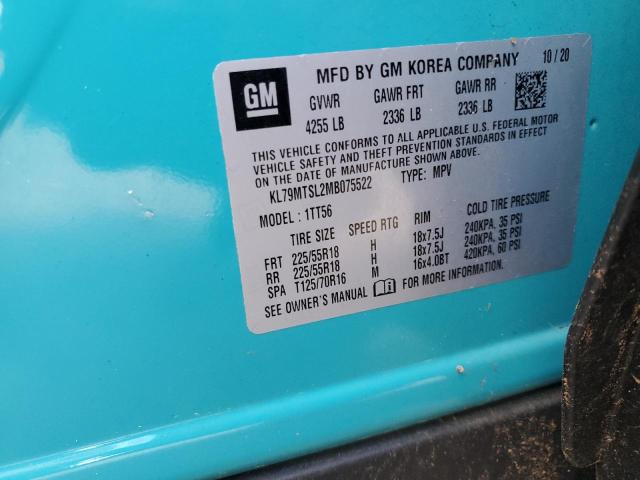 GM
MFD BY GM KOREA COMPANY 10/20
GVWR GAWR FRT GAWR RR
4255 LB 2336 LB 2336 LB
THIS VEHICLE CONFORMS TO ALL APPLICABLE U.S. FEDERAL MOTOR
VEHICLE SAFETY AND THEFT PREVENTION STANDARDS IN EFFECT
ON THE DATE OF MANUFACTURE SHOWN ABOVE.
KL79MTSL2MB075522 TYPE: MPV
MODEL: 1TT56
TIRE SIZE SPEED RTG RIM COLD TIRE PRESSURE
FRT 225/55R18 H 18x7.5J 240KPA, 35 PSI
RR 225/55R18 H 18x7.5J 240KPA, 35 PSI
SPA T125/70R16 M 16x4.0BT 420KPA, 60 PSI
SEE OWNER'S MANUAL FOR MORE INFORMATION.